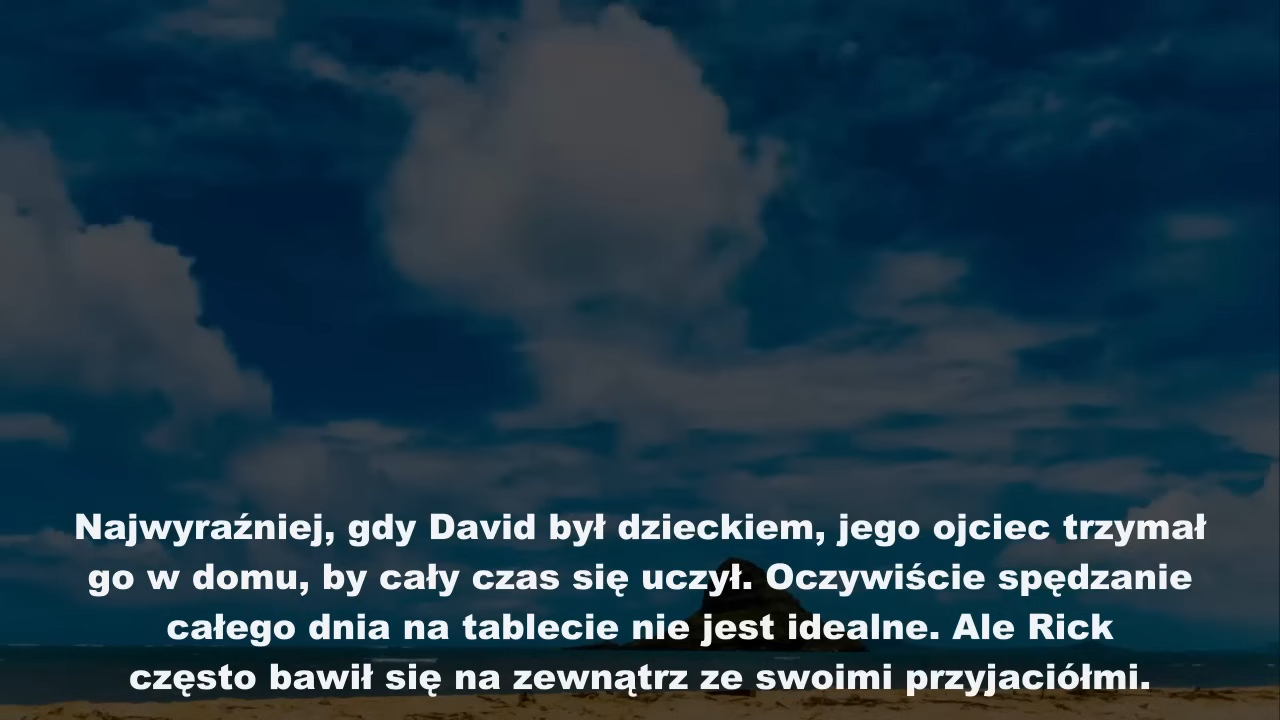 Najwyraźniej, gdy David był dzieckiem, jego ojciec trzymał
go w domu, by cały czas się uczył. Oczywiście spędzanie
całego dnia na tablecie nie jest idealne. Ale Rick
często bawił się na zewnątrz ze swoimi przyjaciółmi.